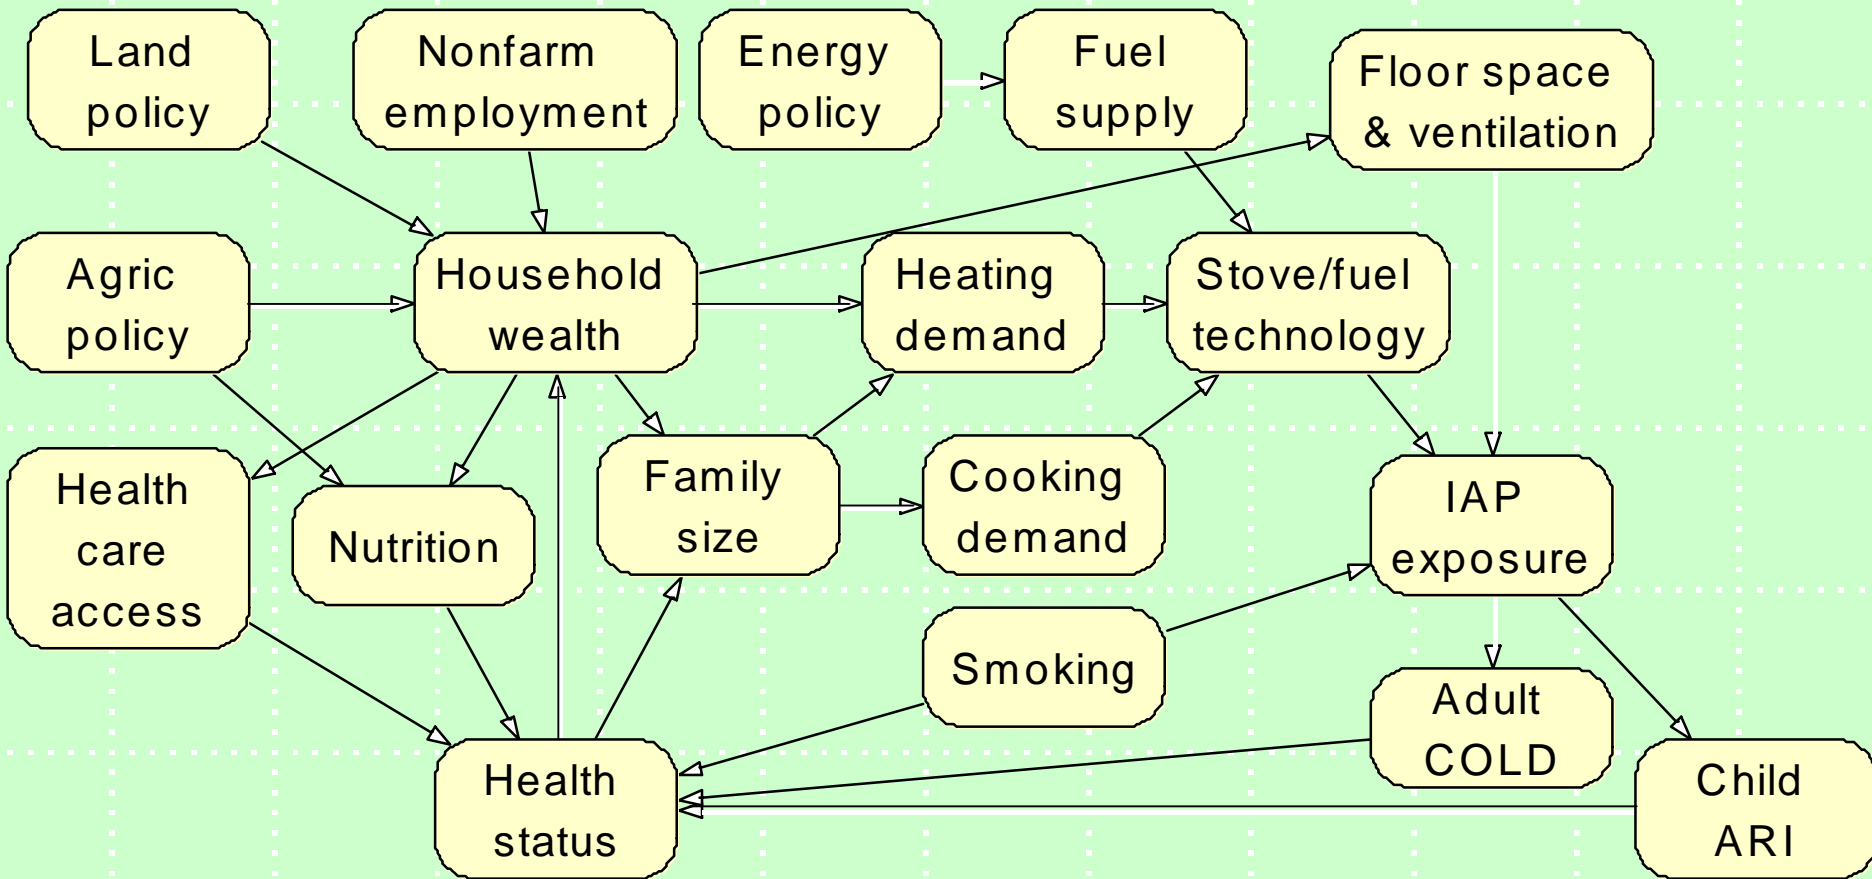 Land
policy
Nonfarm
employment
Energy
policy
Fuel
supply
Floor space
& ventilation
Agric
policy
Household
wealth
Heating
demand
Stove/fuel
technology
Health
care
access
Nutrition
Family
size
Cooking
demand
IAP
exposure
Smoking
Adult
COLD
Health
status
Child
ARI